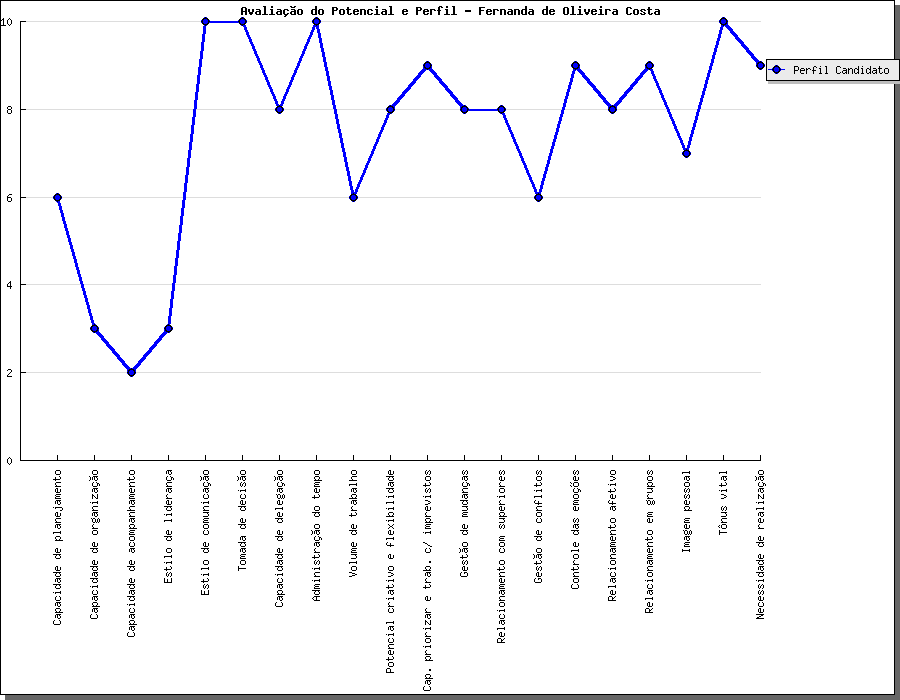 Avaliação do Potencial e Perfil - Fernanda de Oliveira Costa
10
8
6
4
2
0
Perfil Candidato
Capacidade de planejamento
Capacidade de organização
Capacidade de acompanhamento
Estilo de liderança
Estilo de comunicação
Tomada de decisão
Capacidade de delegação
Administração do tempo
Volume de trabalho
Potencial criativo e flexibilidade
Cap. priorizar e trab. c/ imprevistos
Gestão de mudanças
Relacionamento com superiores
Gestão de conflitos
Controle das emoções
Relacionamento afetivo
Relacionamento em grupos
Imagem pessoal
Tônus vital
Necessidade de realização